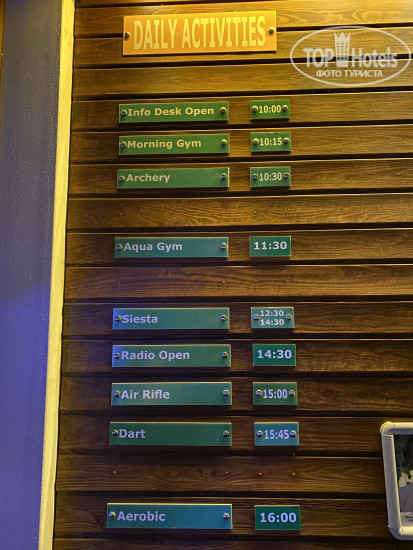 DAILY ACTIVITIES
TOPHotels
ФОТО ТУРИСТА
Info Desk Open 10:00
Morning Gym 10:15
Archery 10:30
Aqua Gym 11:30
Siesta 12:30
14:30
Radio Open 14:30
Air Rifle 15:00
Dart 15:45
Aerobic 16:00